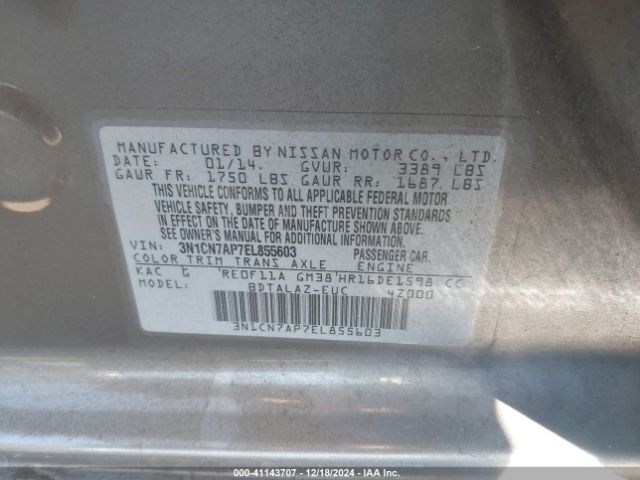 MANUFACTURED BY NISSAN MOTOR CO., LTD.
DATE: 01/14. GVWR: 3389 LBS
GAWR FR: 1750 LBS GAWR RR: 1687 LBS
THIS VEHICLE CONFORMS TO ALL APPLICABLE FEDERAL MOTOR
VEHICLE SAFETY, BUMPER AND THEFT PREVENTION STANDARDS
IN EFFECT ON THE DATE OF MANUFACTURE SHOWN ABOVE.
SEE OWNER'S MANUAL FOR ADDITIONAL INFORMATION
VIN: 3N1CN7AP7EL855603 PASSENGER CAR.
COLOR TRIM TRANS AXLE ENGINE
KAC G RE0F11A GM38 HR16DE1598 CC
MODEL: BDTALAZ-EUC 4Z000
3N1CN7AP7EL855603
000-41143707 - 12/18/2024 - IAA Inc.